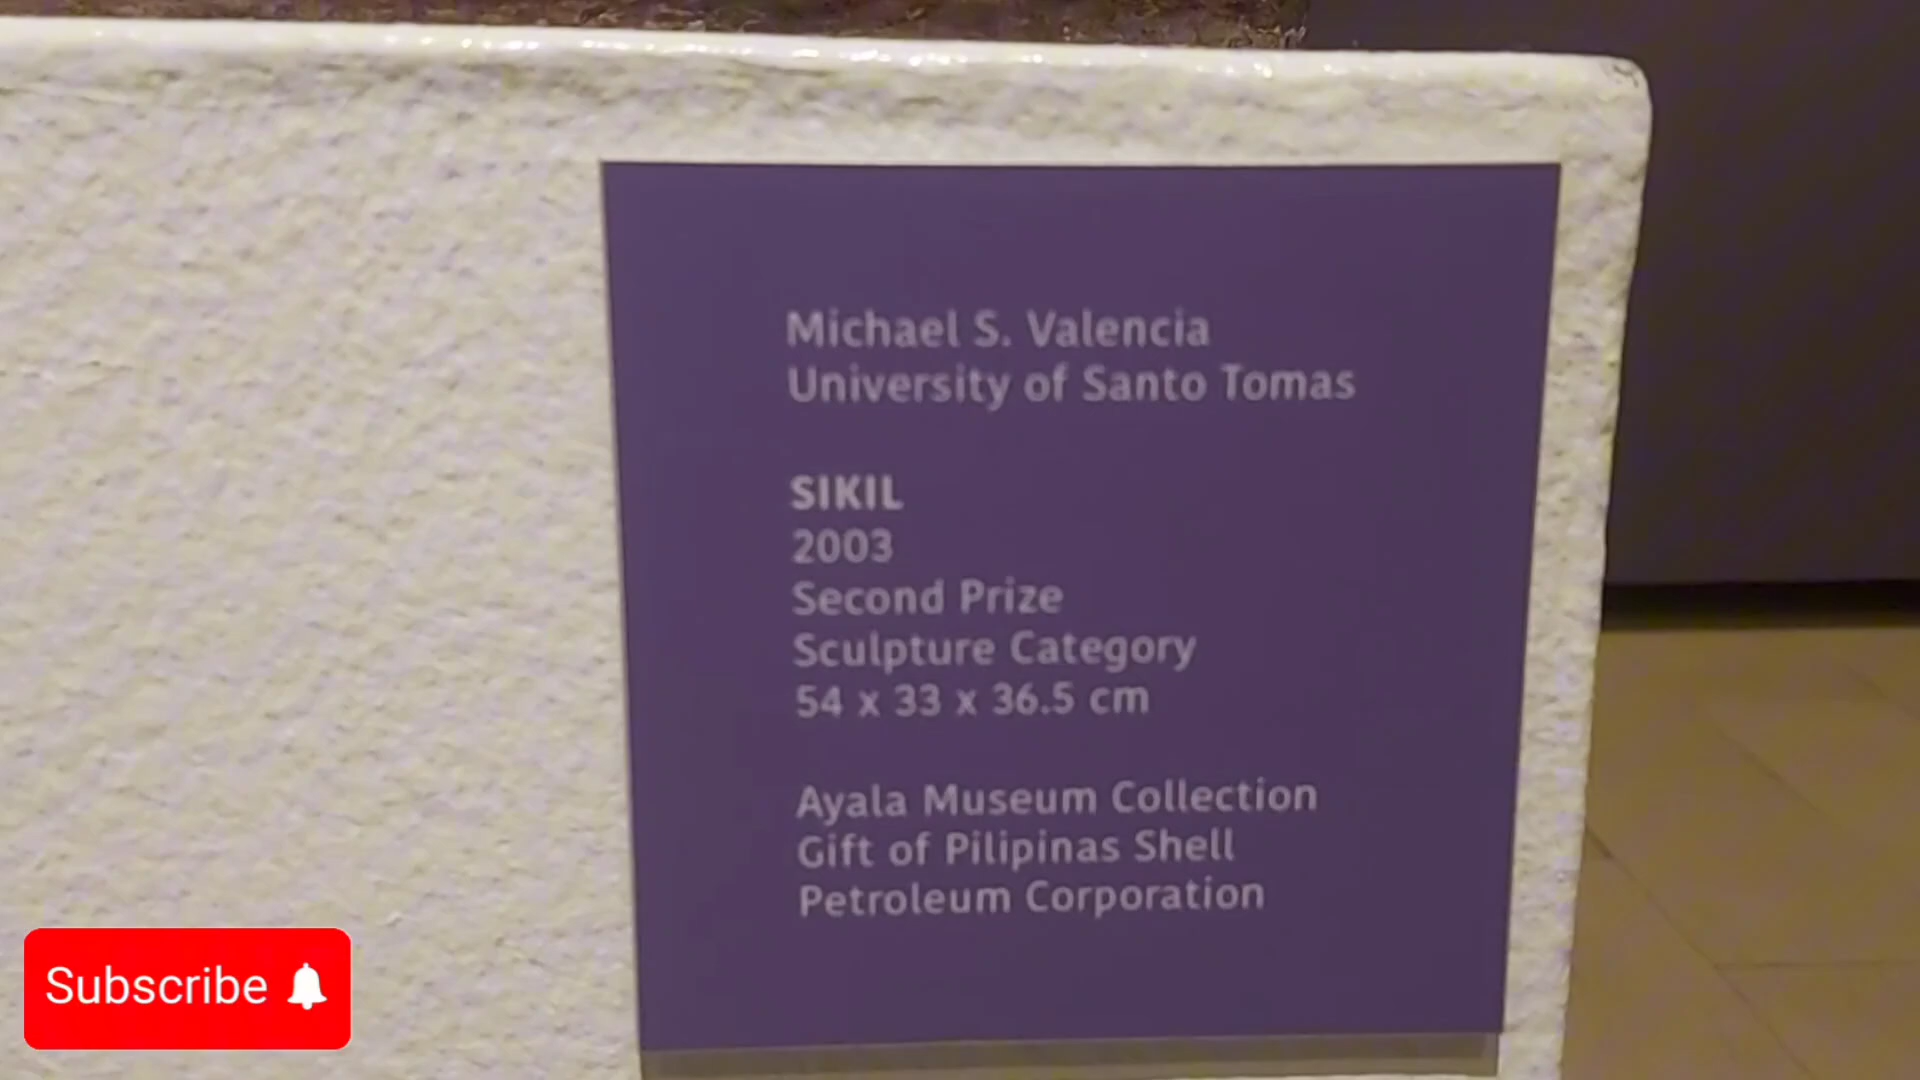 Michael S. Valencia
University of Santo Tomas
SIKIL
2003
Second Prize
Sculpture Category
54 x 33 x 36.5 cm
Ayala Museum Collection
Gift of Pilipinas Shell
Petroleum Corporation
Subscribe